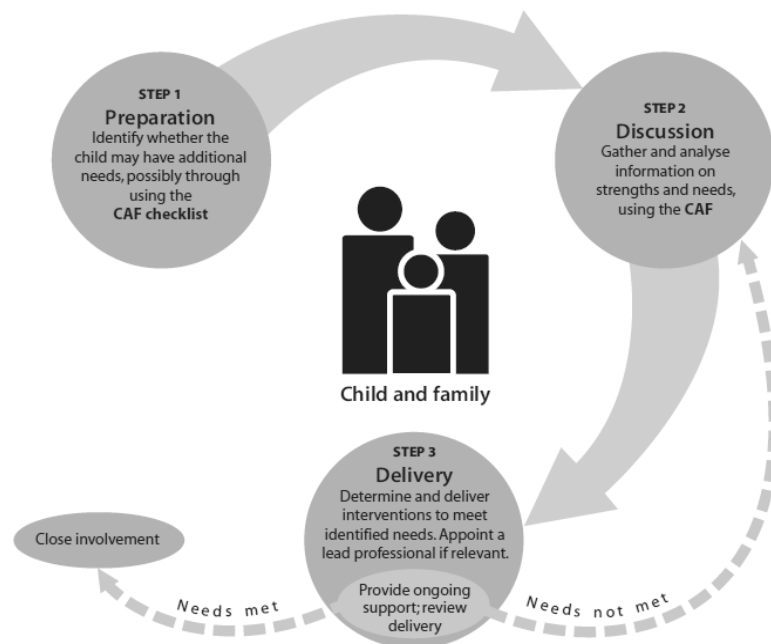 STEP 1
Preparation
Identify whether the
child may have additional
needs, possibly through
using the
CAF checklist
STEP 2
Discussion
Gather and analyse
information on
strengths and needs,
using the CAF
Child and family
STEP 3
Delivery
Determine and deliver
interventions to meet
identified needs. Appoint a
lead professional if relevant.
Provide ongoing
support; review
delivery
Needs met
Close involvement
Needs not met